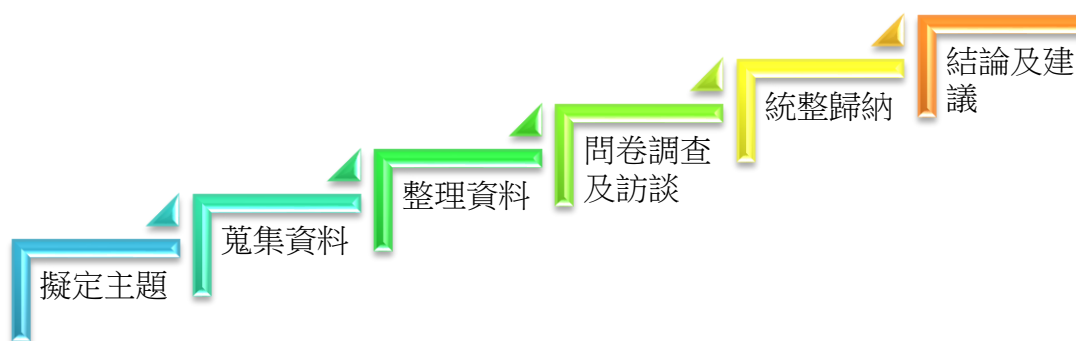 擬定主題
蒐集資料
整理資料
問卷調查
及訪談
統整歸納
結論及建
議